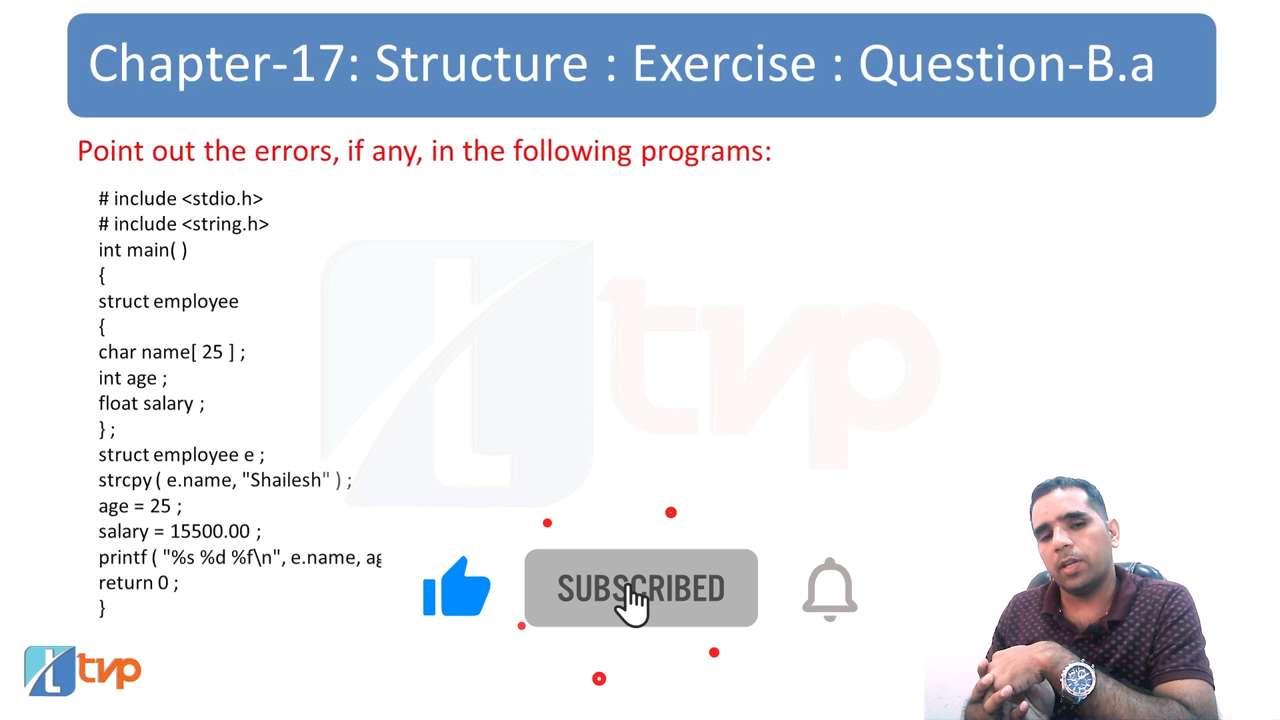 Chapter-17: Structure : Exercise : Question-B.a
Point out the errors, if any, in the following programs:
# include <stdio.h>
# include <string.h>
int main( )
{
struct employee
{
char name[ 25 ] ;
int age ;
float salary ;
} ;
struct employee e ;
strcpy ( e.name, "Shailesh" ) ;
age = 25 ;
salary = 15500.00 ;
printf ( "%s %d %f\n", e.name,
return 0 ;
}
SUBSCRIBED
tvp
tvp